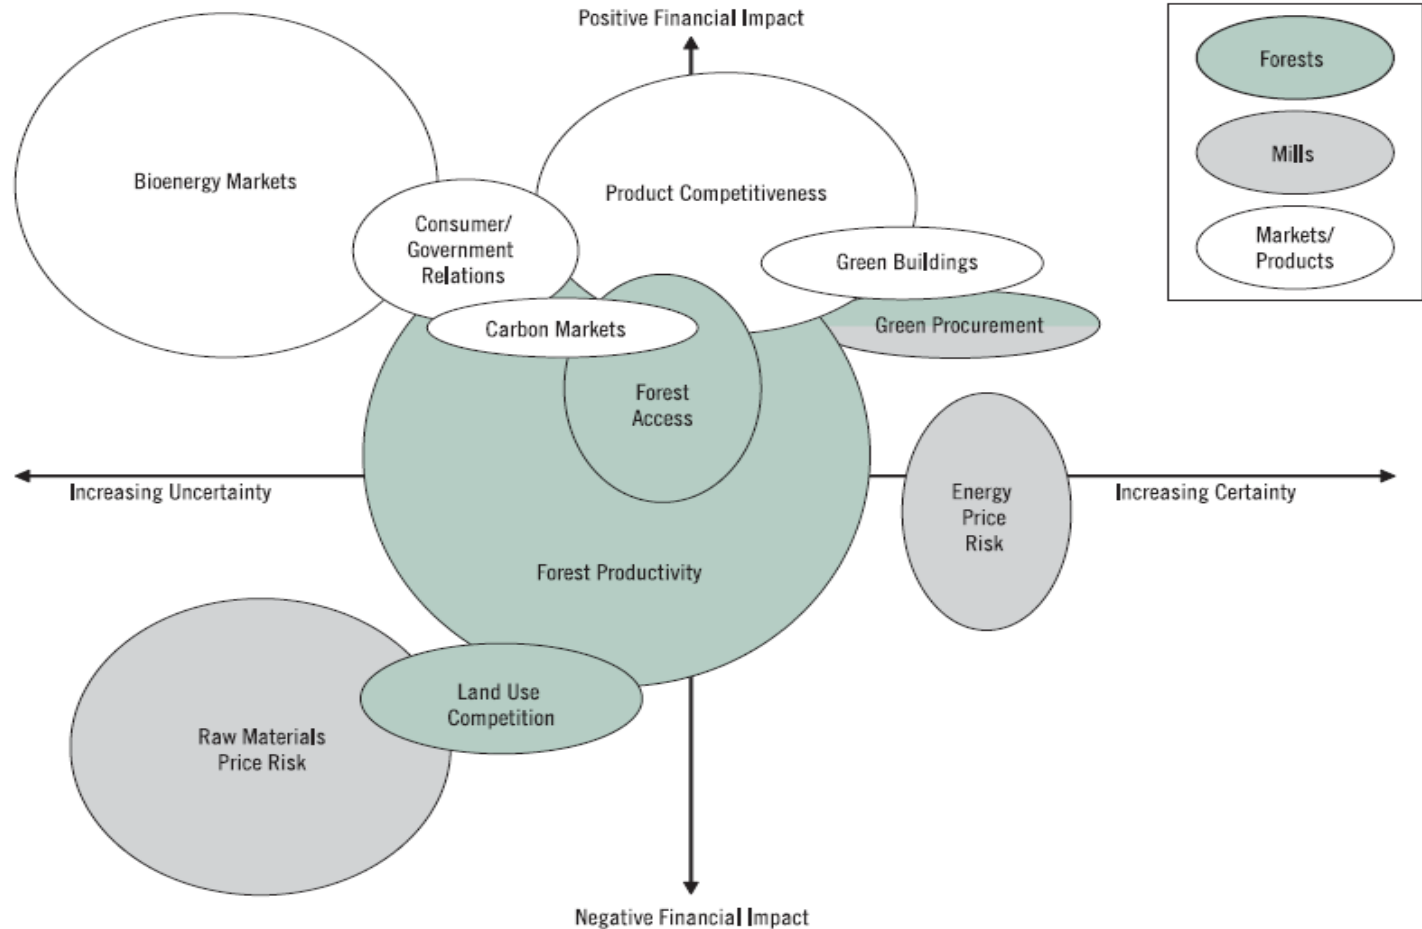 Positive Financial Impact
Forests
Mills
Markets/
Products
Bioenergy Markets
Product Competitiveness
Consumer/
Government
Relations
Green Buildings
Carbon Markets
Green Procurement
Forest
Access
Increasing Uncertainty
Increasing Certainty
Energy
Price
Risk
Forest Productivity
Land Use
Competition
Raw Materials
Price Risk
Negative Financial Impact